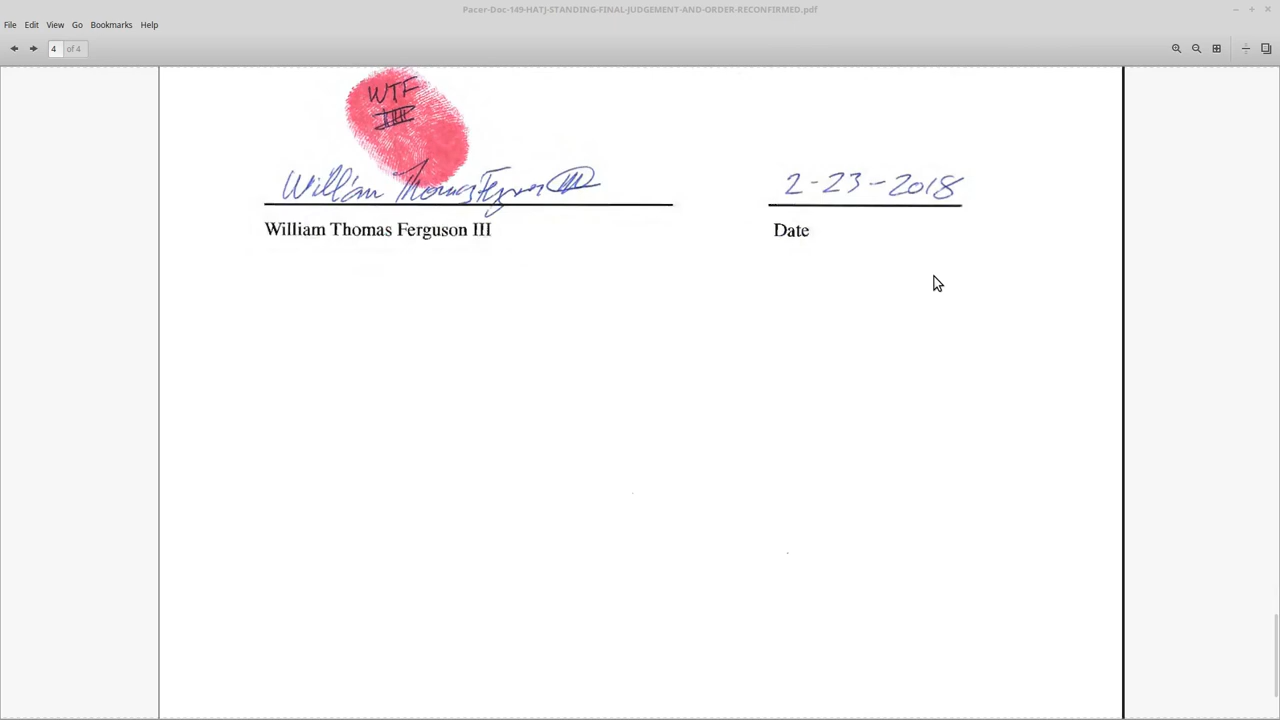 Pacer-Doc-149-HATJ-STANDING-FINAL-JUDGEMENT-AND-ORDER-RECONFIRMED.pdf
File Edit View Go Bookmarks Help
4 of 4
WTF
III
William Thomas Ferguson III 2-23-2018
William Thomas Ferguson III Date